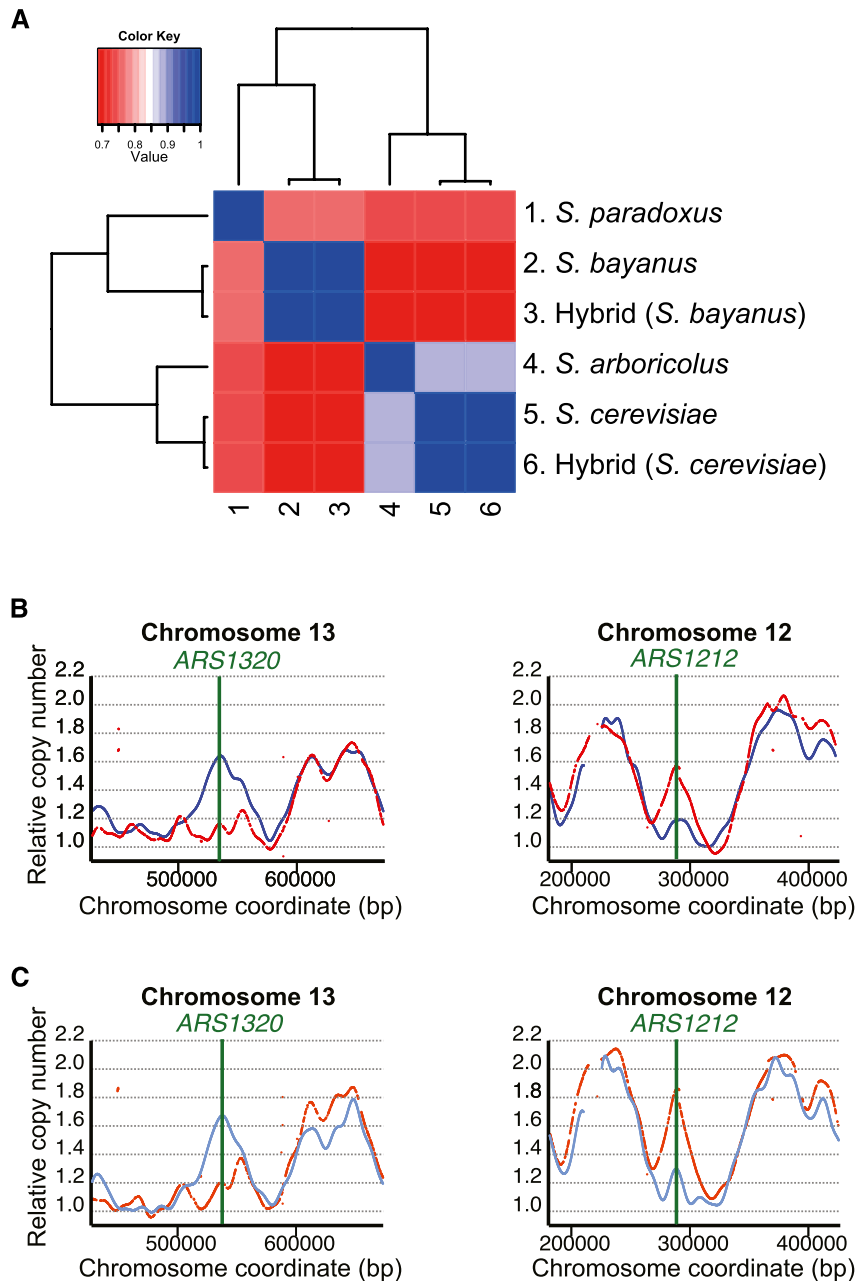 A
Color Key
0.7 0.8 0.9 1
Value
1. S. paradoxus
2. S. bayanus
3. Hybrid (S. bayanus)
4. S. arboricolus
5. S. cerevisiae
6. Hybrid (S. cerevisiae)
1 2 3 4 5 6
B
Chromosome 13
ARS1320
Relative copy number
2.2
2.0
1.8
1.6
1.4
1.2
1.0
500000 600000
Chromosome coordinate (bp)
Chromosome 12
ARS1212
2.2
2.0
1.8
1.6
1.4
1.2
1.0
200000 300000 400000
Chromosome coordinate (bp)
C
Chromosome 13
ARS1320
Relative copy number
2.2
2.0
1.8
1.6
1.4
1.2
1.0
500000 600000
Chromosome coordinate (bp)
Chromosome 12
ARS1212
2.2
2.0
1.8
1.6
1.4
1.2
1.0
200000 300000 400000
Chromosome coordinate (bp)